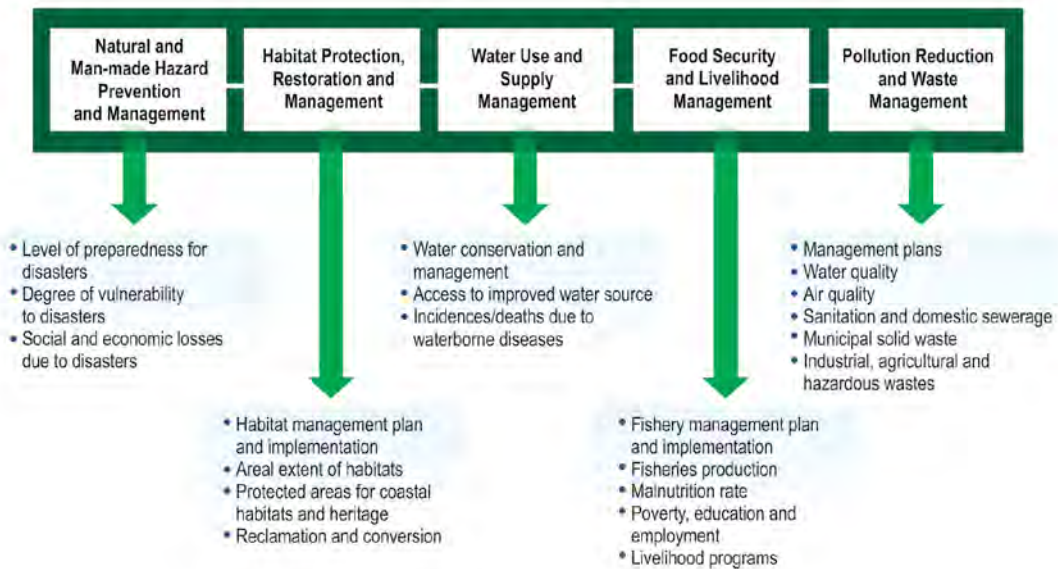 Natural and
Man-made Hazard
Prevention
and Management
Habitat Protection,
Restoration and
Management
Water Use and
Supply
Management
Food Security
and Livelihood
Management
Pollution Reduction
and Waste
Management
• Level of preparedness for
disasters
• Degree of vulnerability
to disasters
• Social and economic losses
due to disasters
• Habitat management plan
and implementation
• Areal extent of habitats
• Protected areas for coastal
habitats and heritage
• Reclamation and conversion
• Water conservation and
management
• Access to improved water source
• Incidences/deaths due to
waterborne diseases
• Fishery management plan
and implementation
• Fisheries production
• Malnutrition rate
• Poverty, education and
employment
• Livelihood programs
• Management plans
• Water quality
• Air quality
• Sanitation and domestic sewerage
• Municipal solid waste
• Industrial, agricultural and
hazardous wastes